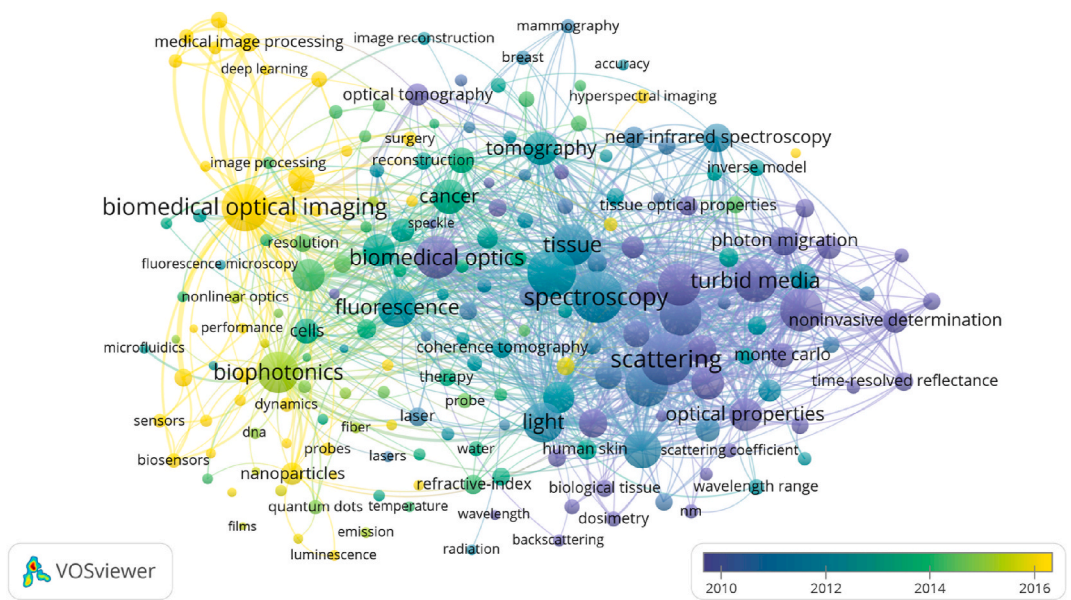 mammography
image reconstruction
medical image processing
breast
accuracy
deep learning
optical tomography
hyperspectral imaging
surgery
near-infrared spectroscopy
tomography
reconstruction
image processing
inverse model
cancer
biomedical optical imaging
tissue optical properties
speckle
resolution
tissue
photon migration
biomedical optics
fluorescence microscopy
turbid media
nonlinear optics
spectroscopy
fluorescence
noninvasive determination
performance
cells
microfluidics
coherence tomography
scattering
monte carlo
biophotonics
therapy
time-resolved reflectance
dynamics
probe
sensors
laser
light
optical properties
fiber
dna
probes
lasers
water
human skin
scattering coefficient
biosensors
nanoparticles
refractive-index
biological tissue
wavelength range
quantum dots
temperature
wavelength
dosimetry
nm
films
emission
backscattering
luminescence
radiation
VOSviewer
2010
2012
2014
2016